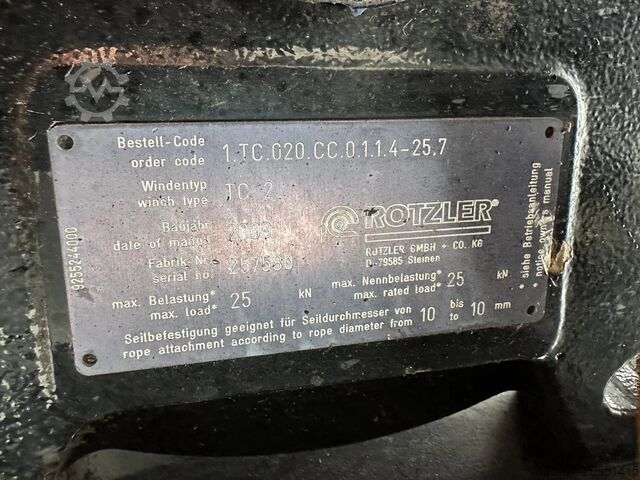 Bestell-Code
order code 1.TC.020.CC.0.1.1.4-25.7
Windentyp
winch type TC
Baujahr
date of manuf
Fabrik-Nr.
serial no. 257580
ROTZLER®
ROTZLER GMBH + CO. KG
D-79585 Steinen
max. Belastung*
max. load* 25 kN
max. Nennbelastung*
max. rated load* 25 kN
Seilbefestigung geeignet für Seildurchmesser von
rope attachment according to rope diameter from 10 bis to 10 mm
9255244000
* siehe Betriebsanleitung
* notice owners manual